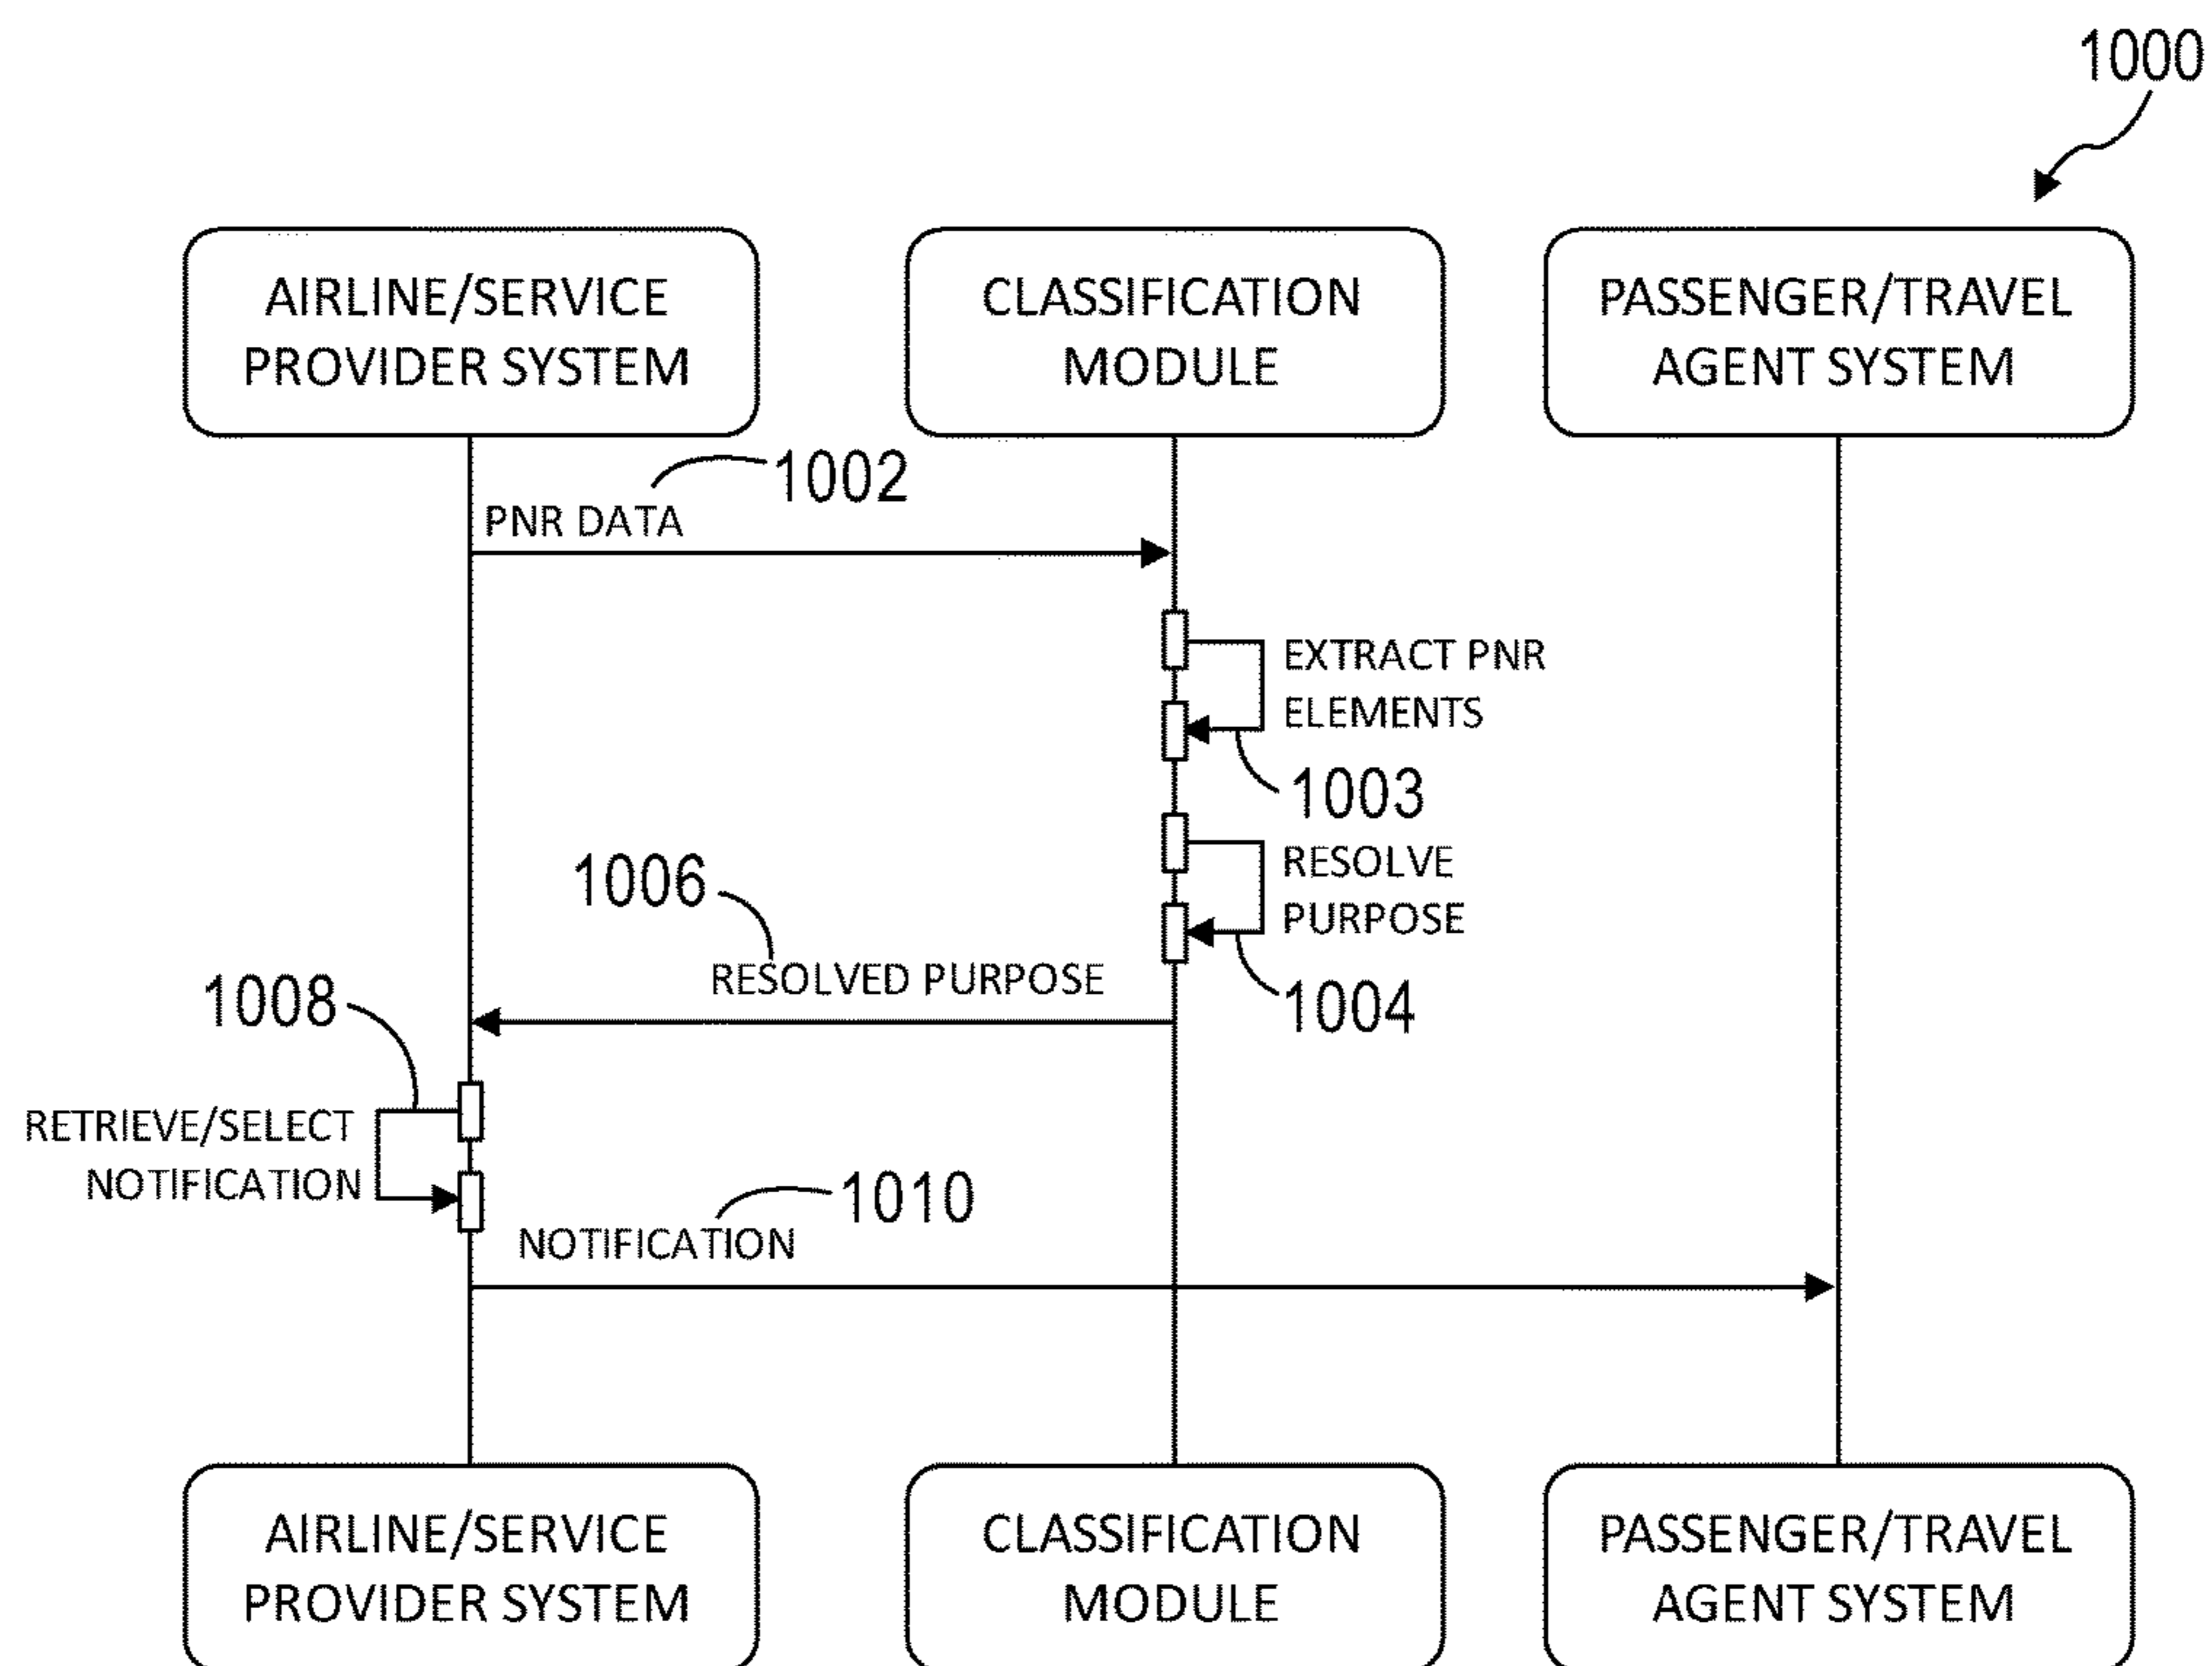 1000
AIRLINE/SERVICE
PROVIDER SYSTEM
CLASSIFICATION
MODULE
PASSENGER/TRAVEL
AGENT SYSTEM
1002
PNR DATA
EXTRACT PNR
ELEMENTS
1003
RESOLVE
PURPOSE
1004
1006
RESOLVED PURPOSE
1008
RETRIEVE/SELECT
NOTIFICATION
1010
NOTIFICATION
AIRLINE/SERVICE
PROVIDER SYSTEM
CLASSIFICATION
MODULE
PASSENGER/TRAVEL
AGENT SYSTEM